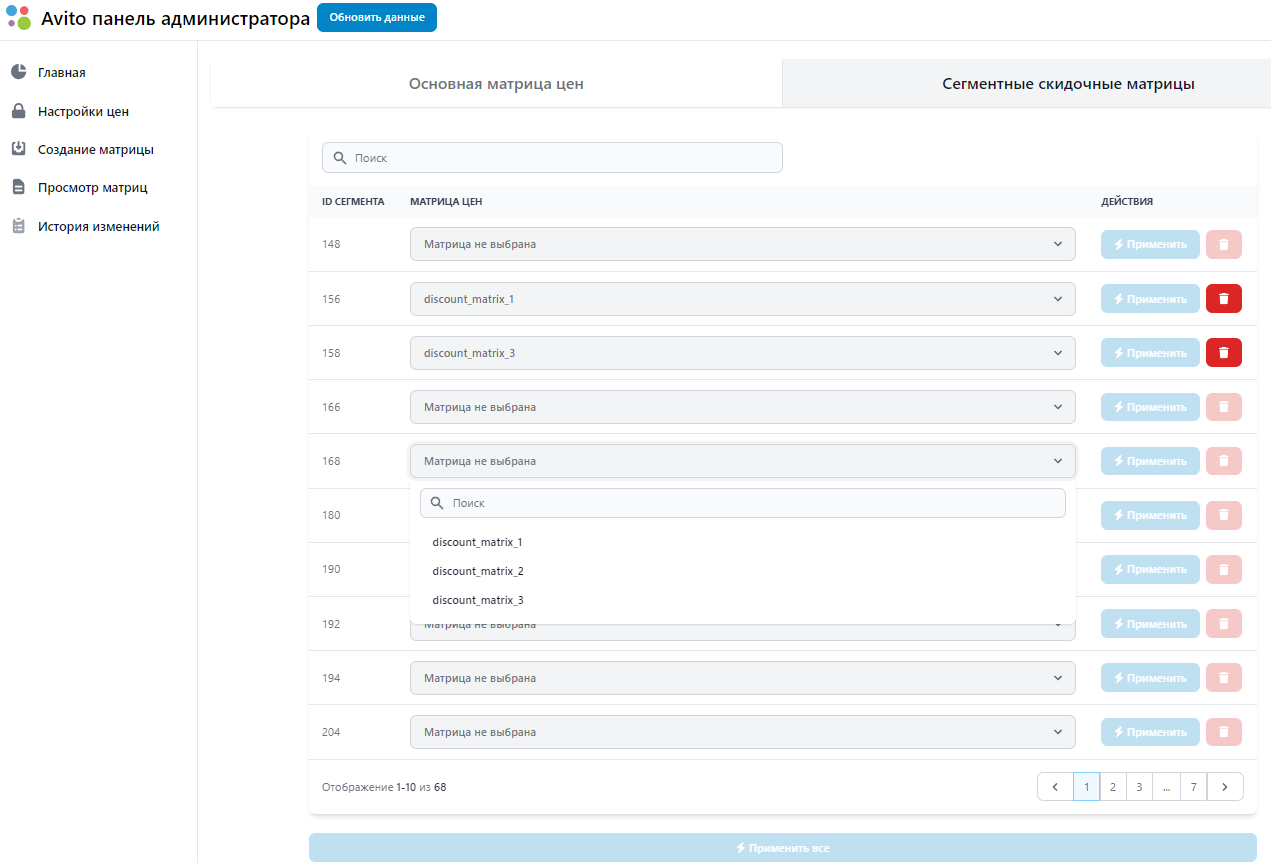 Avito панель администратора Обновить данные
Главная
Настройки цен
Создание матрицы
Просмотр матриц
История изменений
Основная матрица цен Сегментные скидочные матрицы
Поиск
ID СЕГМЕНТА МАТРИЦА ЦЕН ДЕЙСТВИЯ
148 Матрица не выбрана Применить
156 discount_matrix_1 Применить
158 discount_matrix_3 Применить
166 Матрица не выбрана Применить
168 Матрица не выбрана Применить
Поиск
180 Применить
discount_matrix_1
190 discount_matrix_2 Применить
discount_matrix_3
192 Матрица не выбрана Применить
194 Матрица не выбрана Применить
204 Матрица не выбрана Применить
Отображение 1-10 из 68 1 2 3 ... 7
Применить все